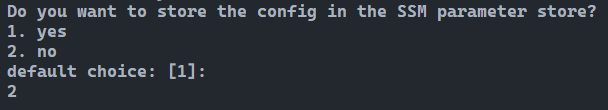 Do you want to store the config in the SSM parameter store?
1. yes
2. no
default choice: [1]:
2